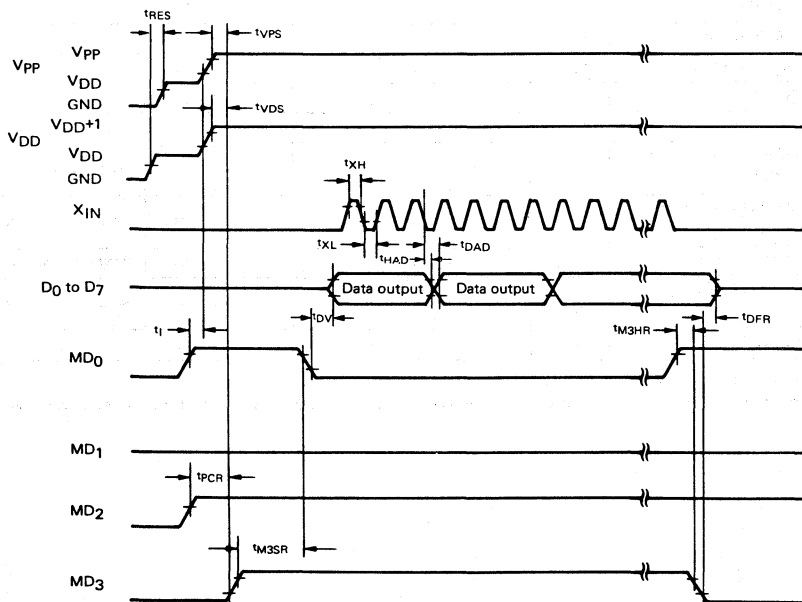 tRES
tVPS
VPP
VPP
VDD
GND
tVDS
VDD+1
VDD
VDD
GND
tXH
XIN
tXL
tHAD
tDAD
D0 to D7
Data output
Data output
tDV
tI
tM3HR
tDFR
MD0
MD1
tPCR
MD2
tM3SR
MD3